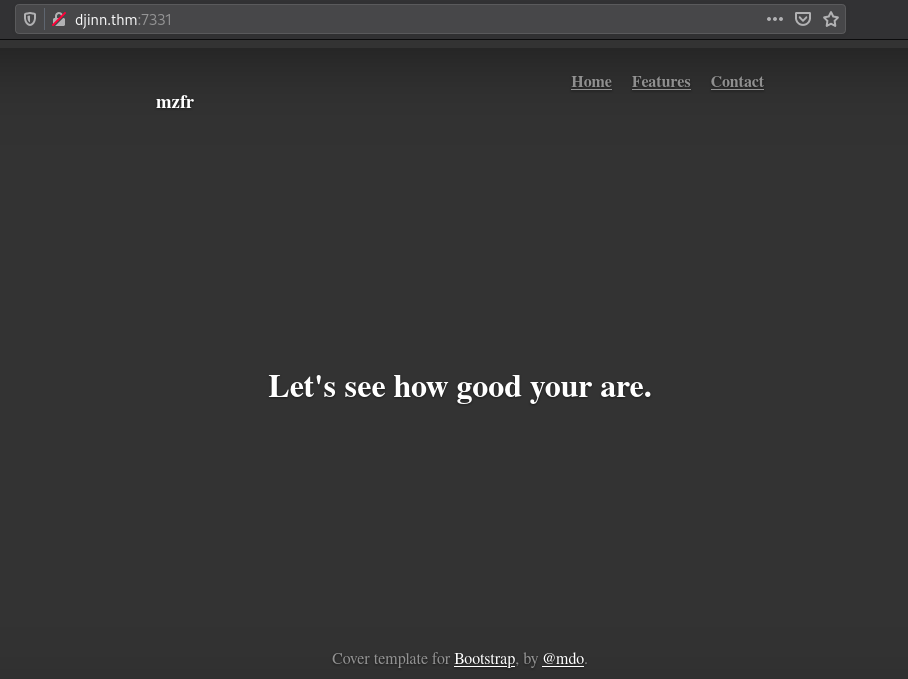 djinn.thm:7331
Home Features Contact
mzfr
Let's see how good your are.
Cover template for Bootstrap, by @mdo.